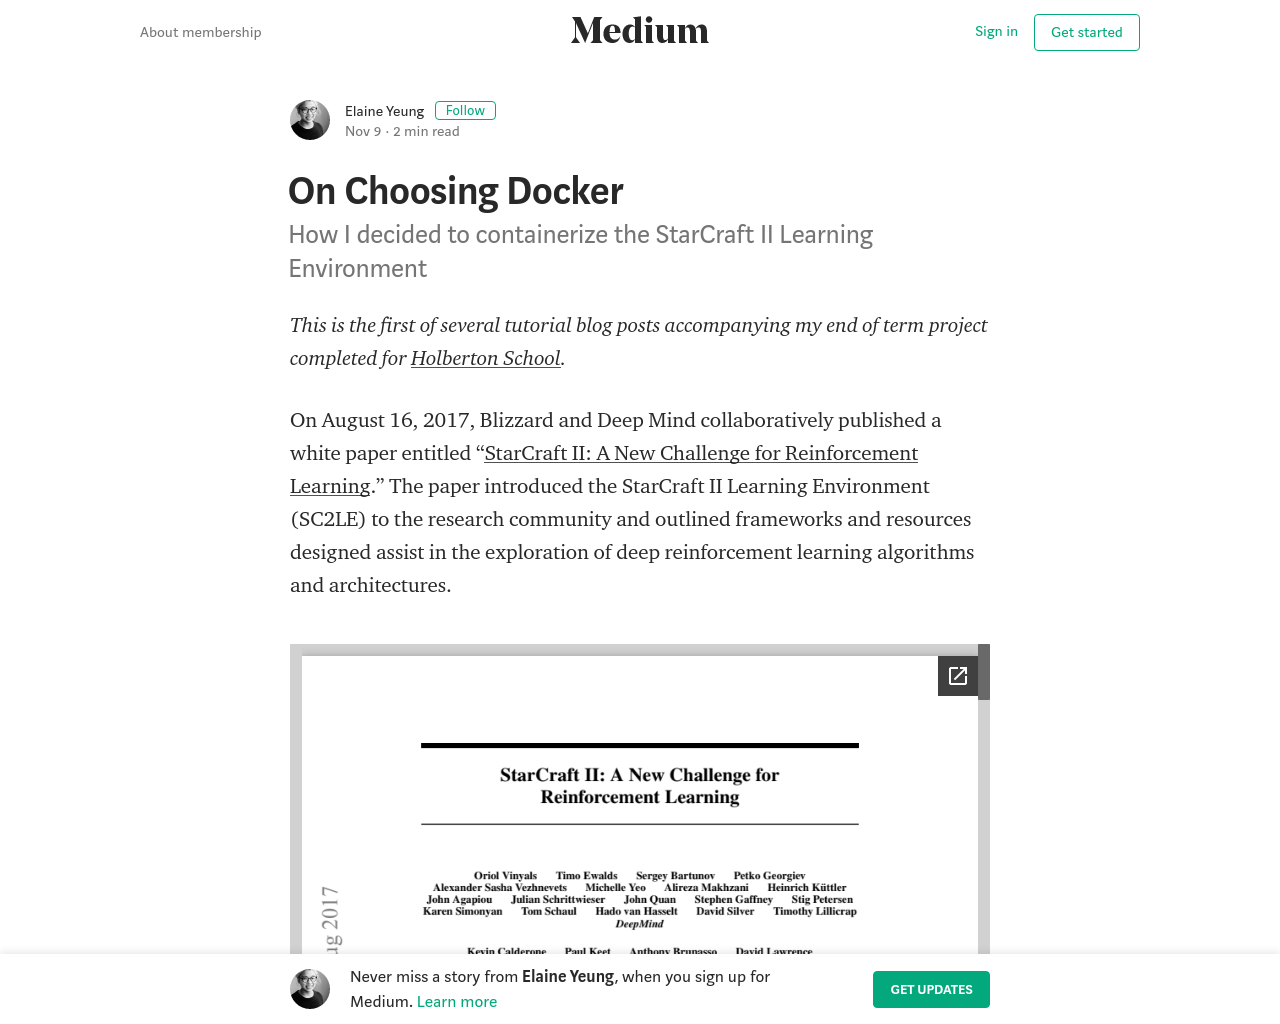 About membership
Medium
Sign in
Get started
Elaine Yeung
Follow
Nov 9 · 2 min read
On Choosing Docker
How I decided to containerize the StarCraft II Learning
Environment
This is the first of several tutorial blog posts accompanying my end of term project
completed for Holberton School.
On August 16, 2017, Blizzard and Deep Mind collaboratively published a
white paper entitled “StarCraft II: A New Challenge for Reinforcement
Learning.” The paper introduced the StarCraft II Learning Environment
(SC2LE) to the research community and outlined frameworks and resources
designed assist in the exploration of deep reinforcement learning algorithms
and architectures.
StarCraft II: A New Challenge for
Reinforcement Learning
Oriol Vinyals Timo Ewalds Sergey Bartunov Petko Georgiev
Alexander Sasha Vezhnevets Michelle Yeo Alireza Makhzani Heinrich Küttler
John Agapiou Julian Schrittwieser John Quan Stephen Gaffney Stig Petersen
Karen Simonyan Tom Schaul Hado van Hasselt David Silver Timothy Lillicrap
DeepMind
Kevin Calderone Paul Keet Anthony Brunasso David Lawrence
ug 2017
Never miss a story from Elaine Yeung, when you sign up for
Medium. Learn more
GET UPDATES